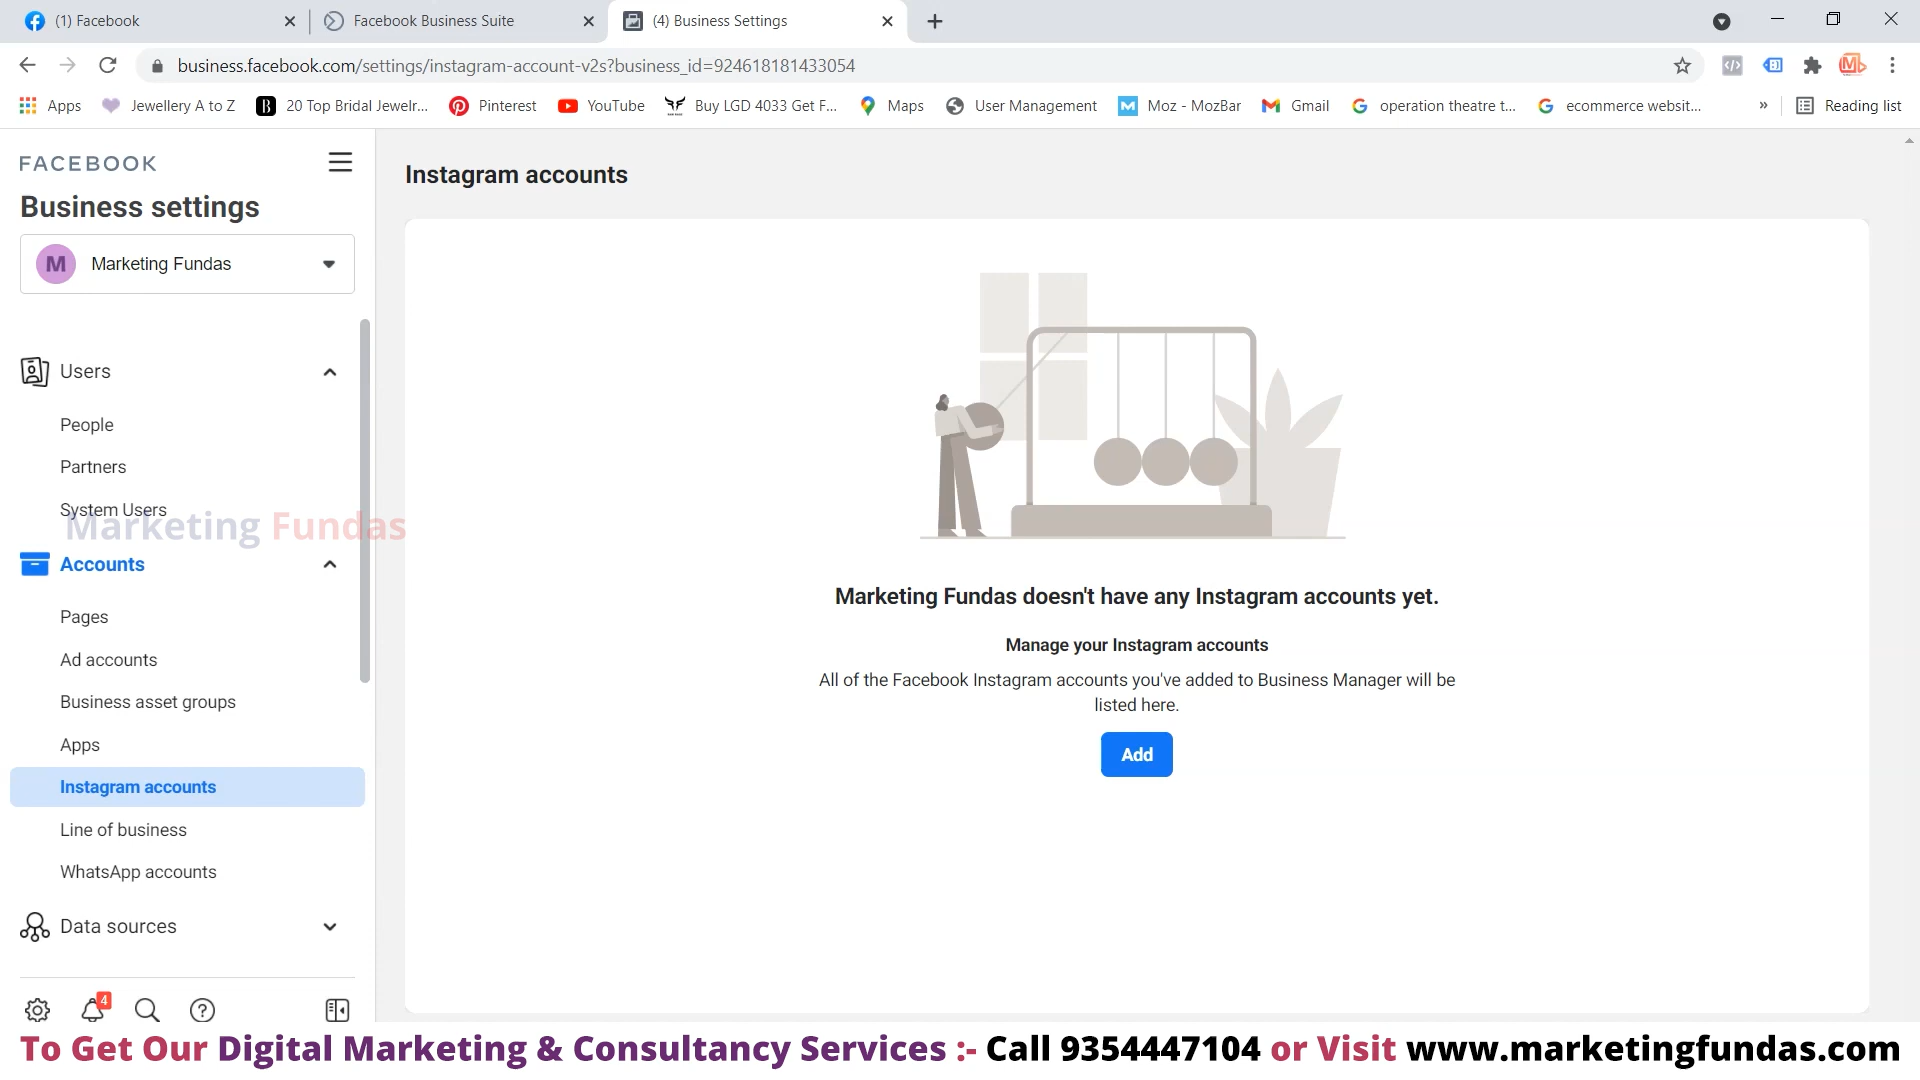 (1) Facebook
Facebook Business Suite
(4) Business Settings
business.facebook.com/settings/instagram-account-v2s?business_id=924618181433054
Apps
Jewellery A to Z
20 Top Bridal Jewelr...
Pinterest
YouTube
Buy LGD 4033 Get F...
Maps
User Management
Moz - MozBar
Gmail
operation theatre t...
ecommerce websit...
»
Reading list
FACEBOOK
Business settings
M Marketing Fundas
Users
People
Partners
System Users
Marketing Fundas
Accounts
Pages
Ad accounts
Business asset groups
Apps
Instagram accounts
Line of business
WhatsApp accounts
Data sources
4
Instagram accounts
Marketing Fundas doesn't have any Instagram accounts yet.
Manage your Instagram accounts
All of the Facebook Instagram accounts you've added to Business Manager will be
listed here.
Add
To Get Our Digital Marketing & Consultancy Services :- Call 9354447104 or Visit www.marketingfundas.com